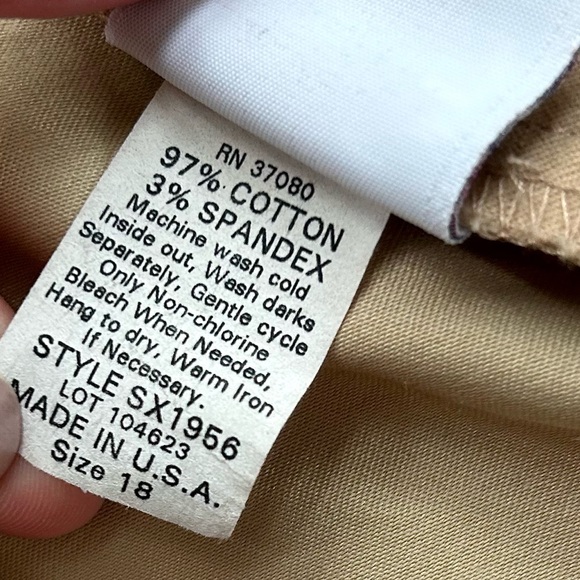 RN 37080
97% COTTON
3% SPANDEX
Machine wash cold
Inside out, Wash darks
Separately, Gentle cycle
Only Non-chlorine
Bleach When Needed,
Hang to dry, Warm Iron
If Necessary.
STYLE SX1956
LOT 104623
MADE IN U.S.A.
Size 18